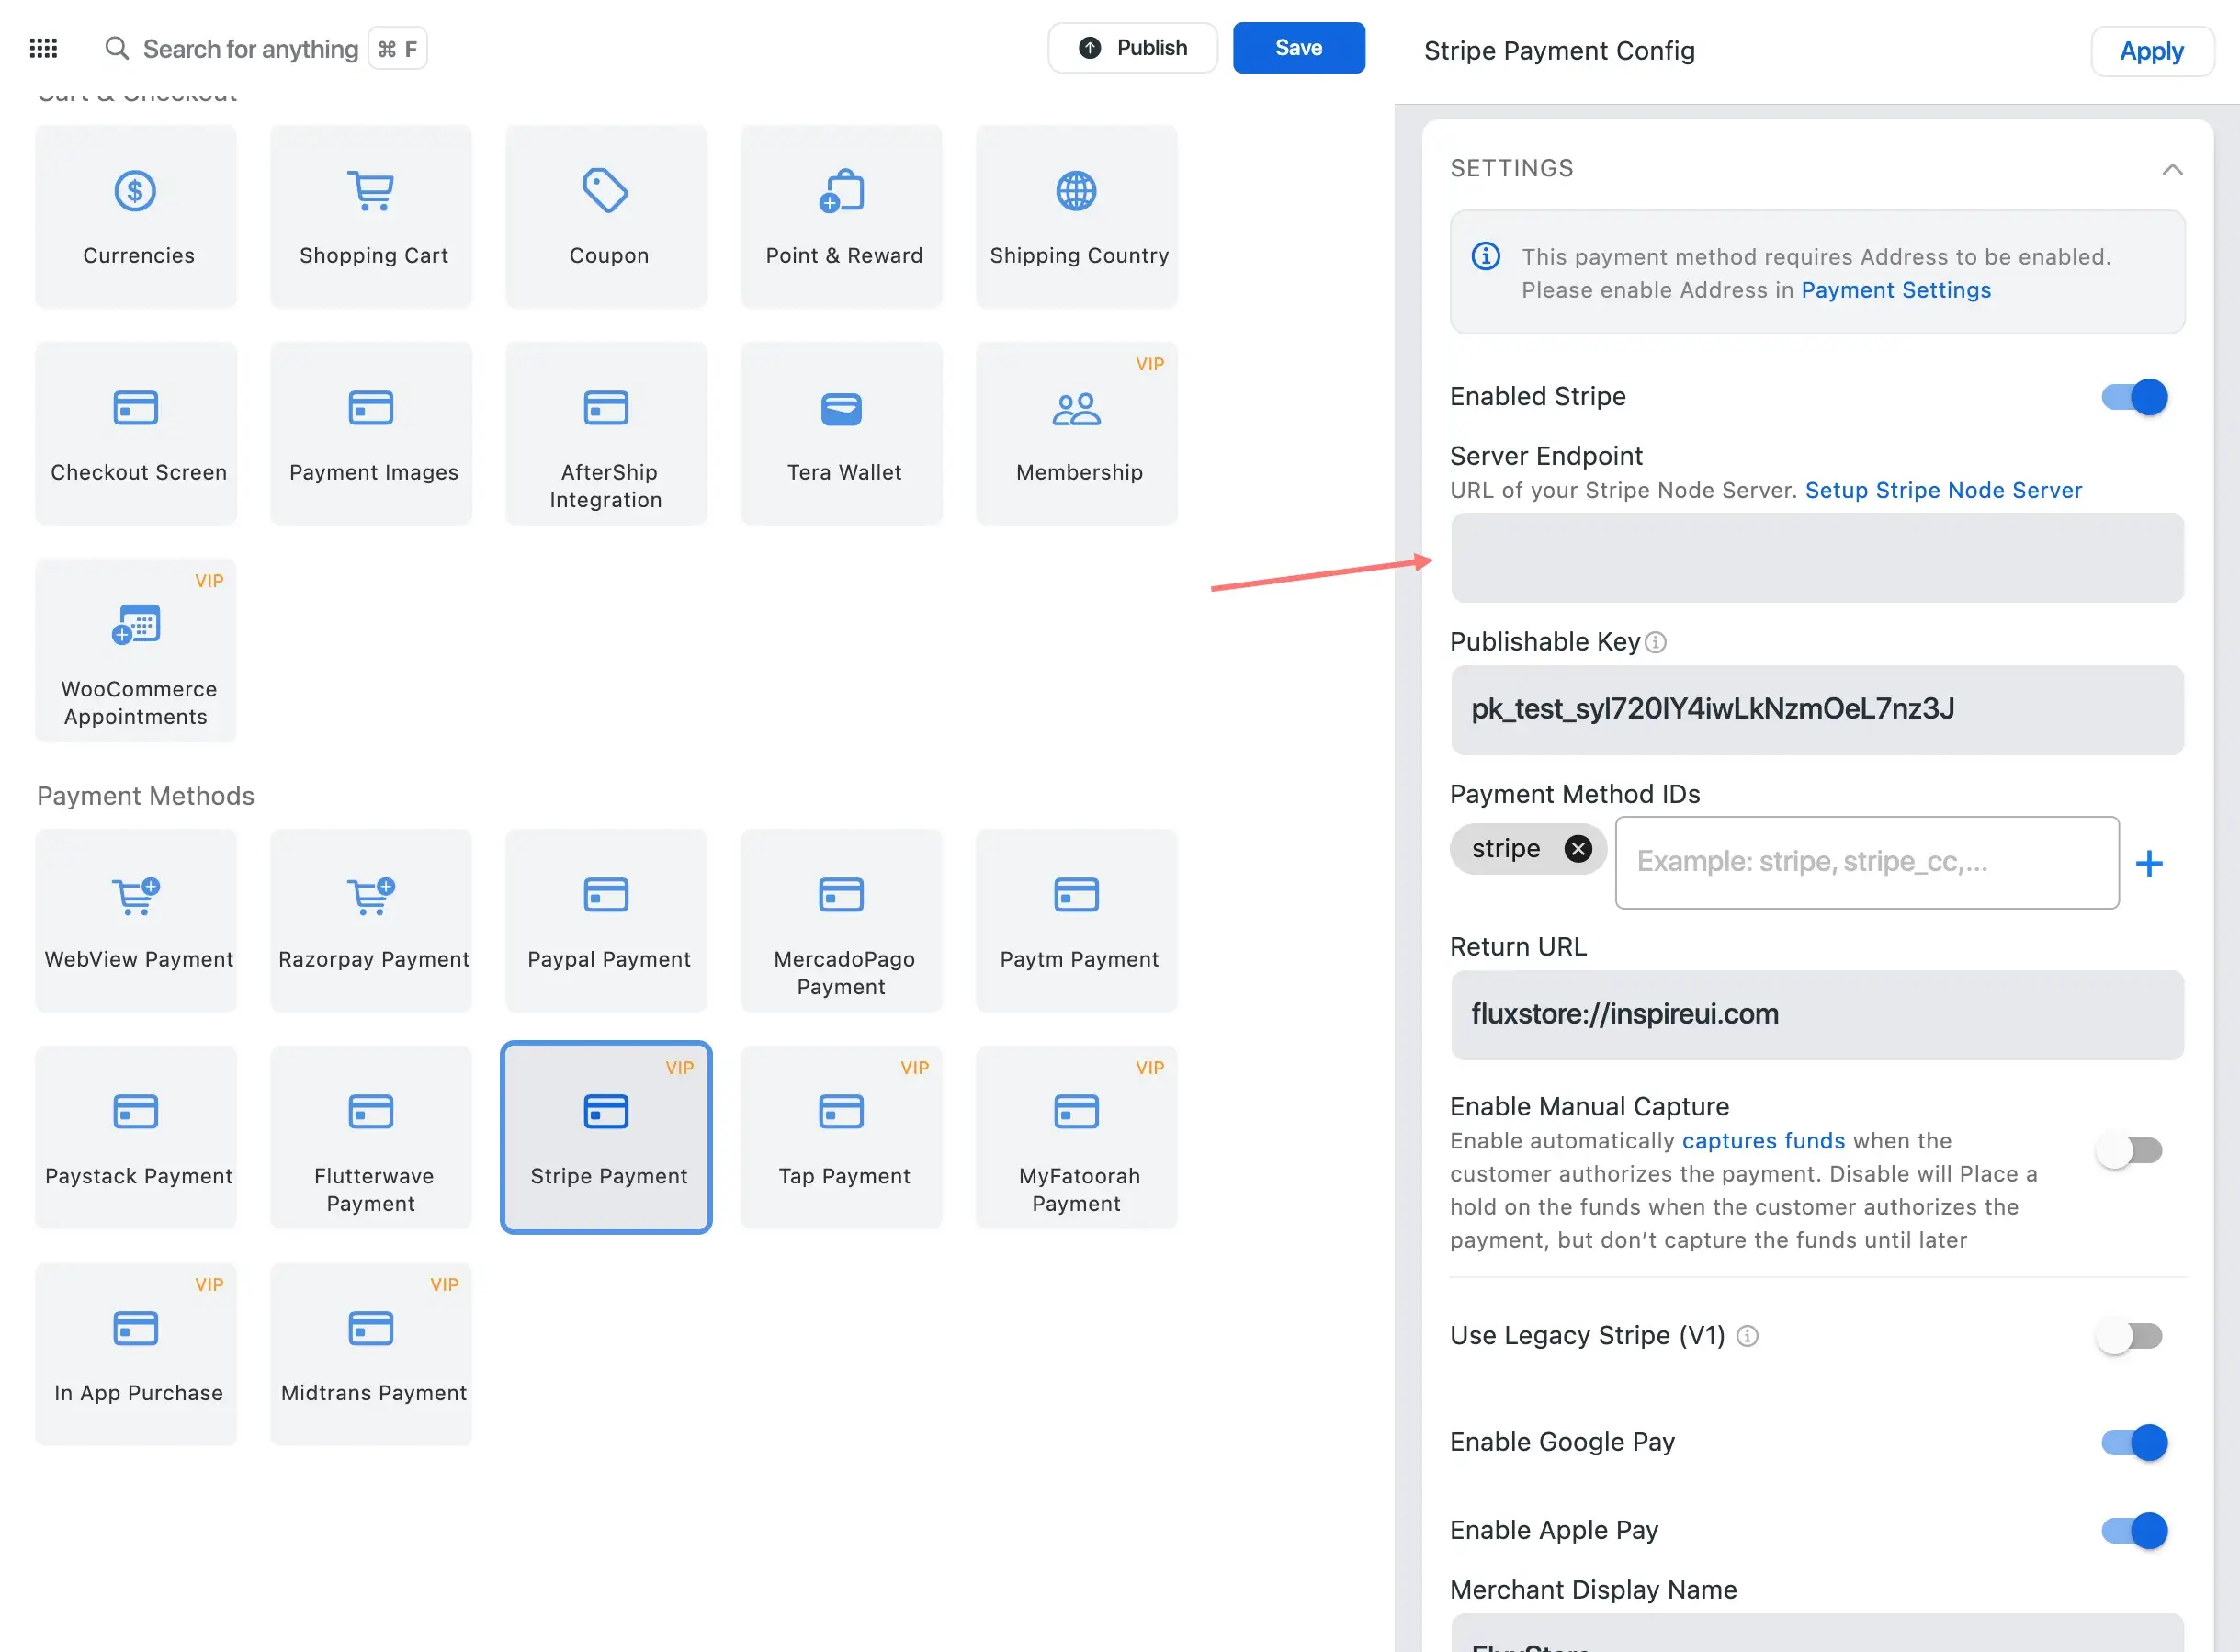 Search for anything
⌘ F
Publish
Save
Cart & Checkout
Currencies
Shopping Cart
Coupon
Point & Reward
Shipping Country
Checkout Screen
Payment Images
AfterShip
Integration
Tera Wallet
VIP
Membership
VIP
WooCommerce
Appointments
Payment Methods
WebView Payment
Razorpay Payment
Paypal Payment
MercadoPago
Payment
Paytm Payment
Paystack Payment
Flutterwave
Payment
VIP
Stripe Payment
VIP
Tap Payment
VIP
MyFatoorah
Payment
VIP
In App Purchase
VIP
Midtrans Payment
Stripe Payment Config
Apply
SETTINGS
This payment method requires Address to be enabled.
Please enable Address in Payment Settings
Enabled Stripe
Server Endpoint
URL of your Stripe Node Server. Setup Stripe Node Server
Publishable Key
pk_test_syl720IY4iwLkNzmOeL7nz3J
Payment Method IDs
stripe
Example: stripe, stripe_cc,...
Return URL
fluxstore://inspireui.com
Enable Manual Capture
Enable automatically captures funds when the
customer authorizes the payment. Disable will Place a
hold on the funds when the customer authorizes the
payment, but don’t capture the funds until later
Use Legacy Stripe (V1)
Enable Google Pay
Enable Apple Pay
Merchant Display Name
FluxStore